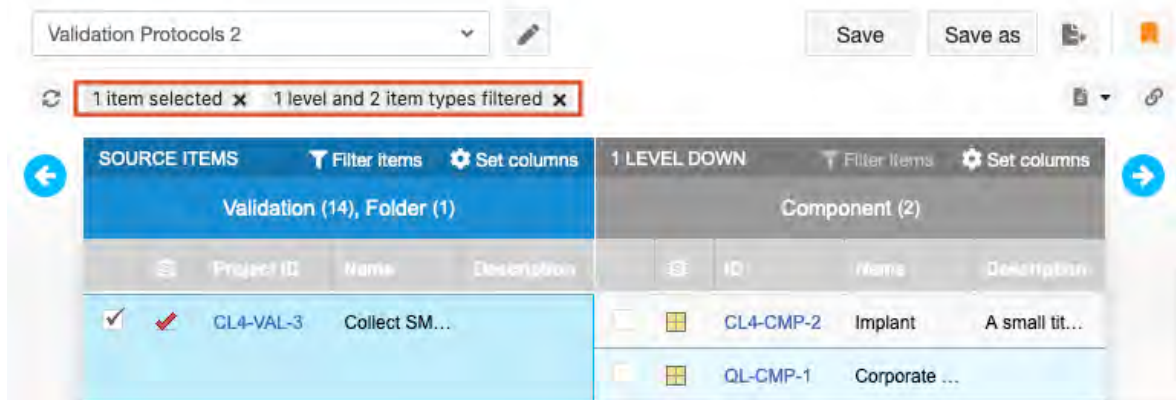 Validation Protocols 2 Save Save as
1 item selected x 1 level and 2 item types filtered x
SOURCE ITEMS Filter items Set columns 1 LEVEL DOWN Filter items Set columns
Validation (14), Folder (1) Component (2)
Project ID Name Description ID Name Description
CL4-VAL-3 Collect SM... CL4-CMP-2 Implant A small tit...
QL-CMP-1 Corporate ...